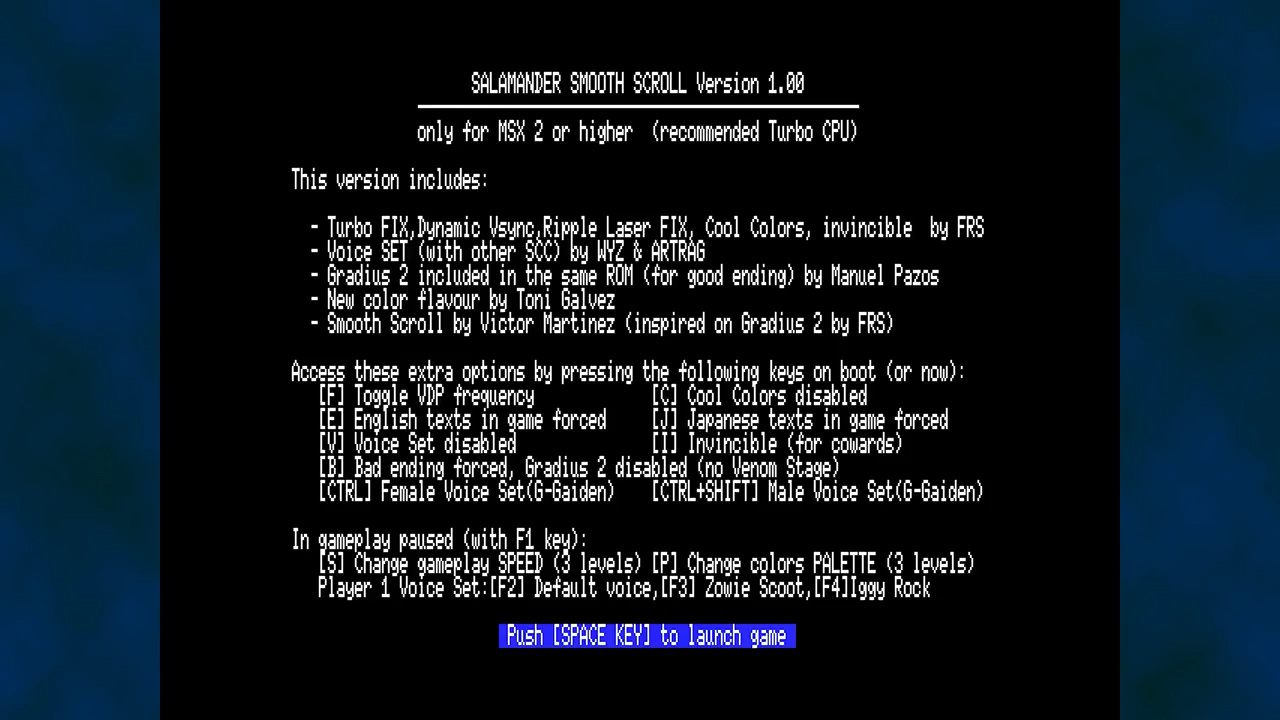 SALAMANDER SMOOTH SCROLL Version 1.00
only for MSX 2 or higher (recommended Turbo CPU)
This version includes:
- Turbo FIX,Dynamic Vsync,Ripple Laser FIX, Cool Colors, invincible by FRS
- Voice SET (with other SCC) by WYZ & ARTRAG
- Gradius 2 included in the same ROM (for good ending) by Manuel Pazos
- New color flavour by Toni Galvez
- Smooth Scroll by Victor Martinez (inspired on Gradius 2 by FRS)
Access these extra options by pressing the following keys on boot (or now):
[F] Toggle VDP frequency [C] Cool Colors disabled
[E] English texts in game forced [J] Japanese texts in game forced
[V] Voice Set disabled [I] Invincible (for cowards)
[B] Bad ending forced, Gradius 2 disabled (no Venom Stage)
[CTRL] Female Voice Set(G-Gaiden) [CTRL+SHIFT] Male Voice Set(G-Gaiden)
In gameplay paused (with F1 key):
[S] Change gameplay SPEED (3 levels) [P] Change colors PALETTE (3 levels)
Player 1 Voice Set:[F2] Default voice,[F3] Zowie Scoot,[F4]Iggy Rock
Push [SPACE KEY] to launch game